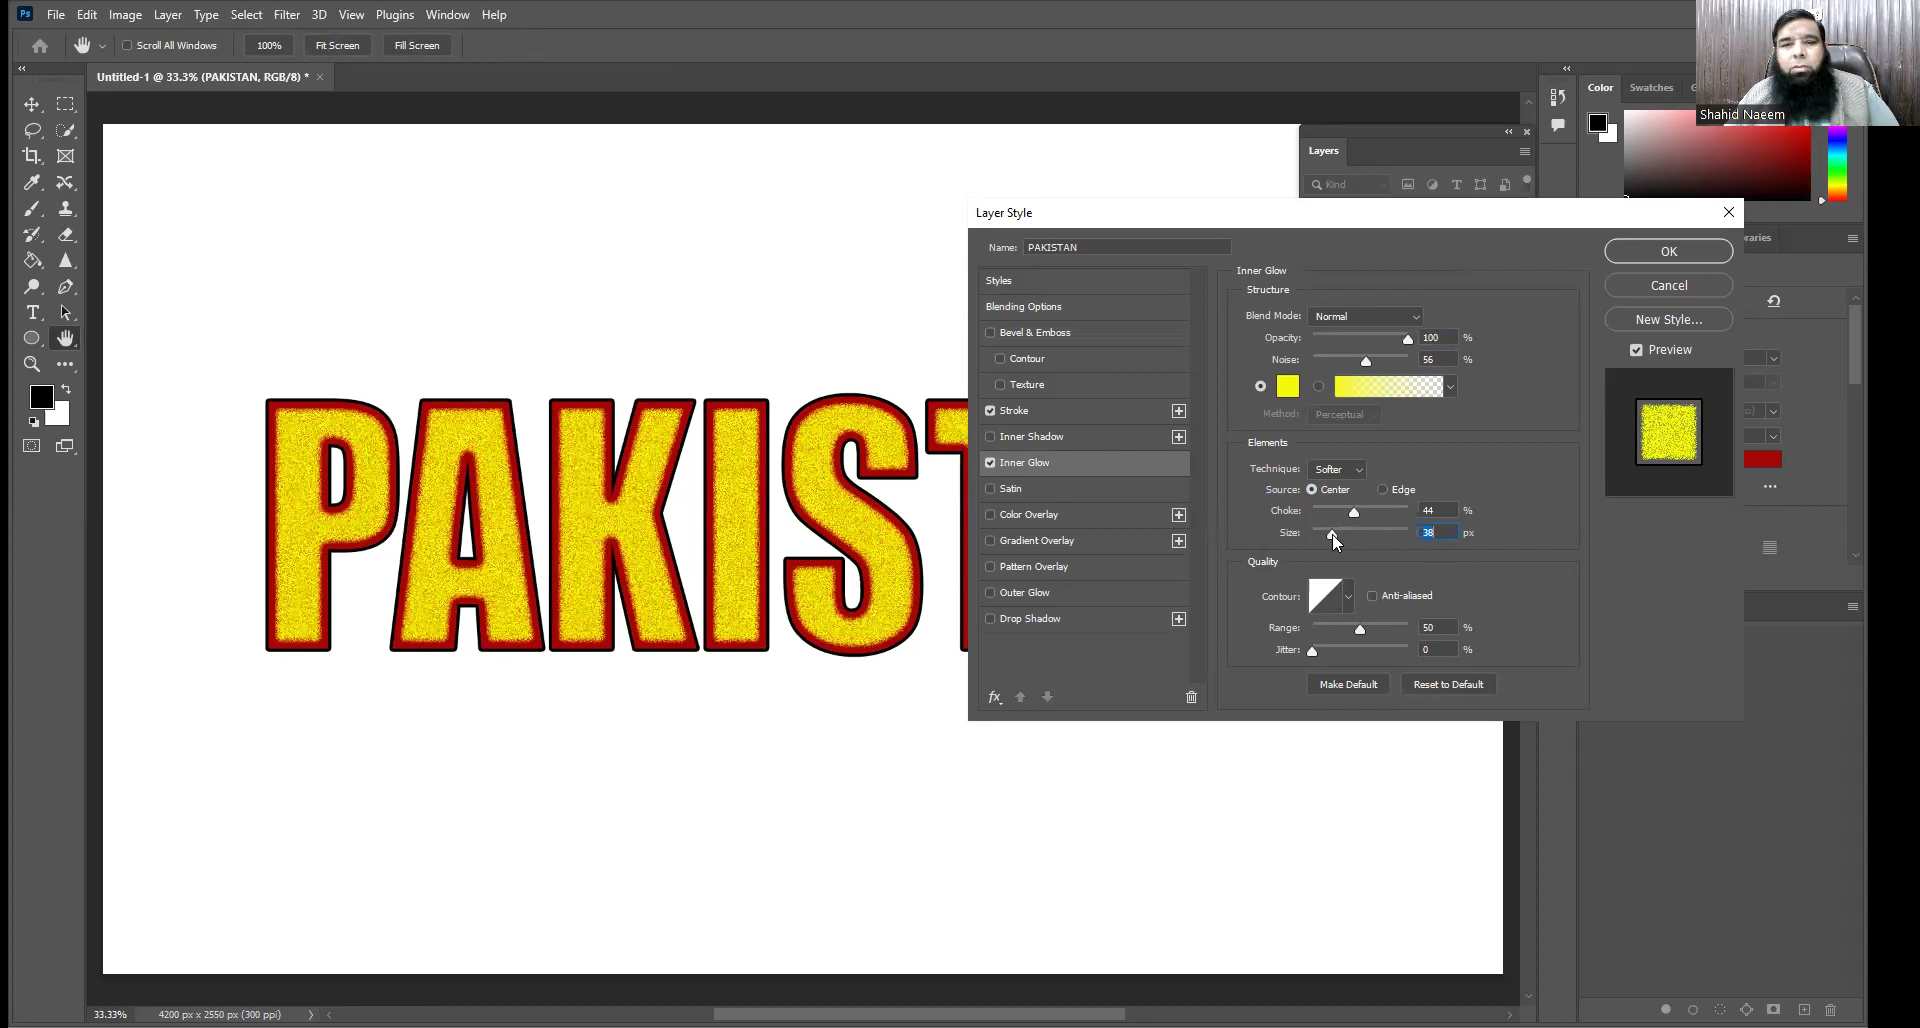 Ps File Edit Image Layer Type Select Filter 3D View Plugins Window Help
Scroll All Windows 100% Fit Screen Fill Screen
Untitled-1 @ 33.3% (PAKISTAN, RGB/8) * ×
Color Swatches
Shahid Naeem
Layers
Kind
Layer Style
Name: PAKISTAN
OK
Cancel
New Style...
Preview
Styles
Blending Options
Bevel & Emboss
Contour
Texture
Stroke
Inner Shadow
Inner Glow
Satin
Color Overlay
Gradient Overlay
Pattern Overlay
Outer Glow
Drop Shadow
fx
Inner Glow
Structure
Blend Mode: Normal
Opacity: 100 %
Noise: 56 %
Method: Perceptual
Elements
Technique: Softer
Source: Center Edge
Choke: 44 %
Size: 38 px
Quality
Contour: Anti-aliased
Range: 50 %
Jitter: 0 %
Make Default Reset to Default
PAKIST
33.33% 4200 px x 2550 px (300 ppi)